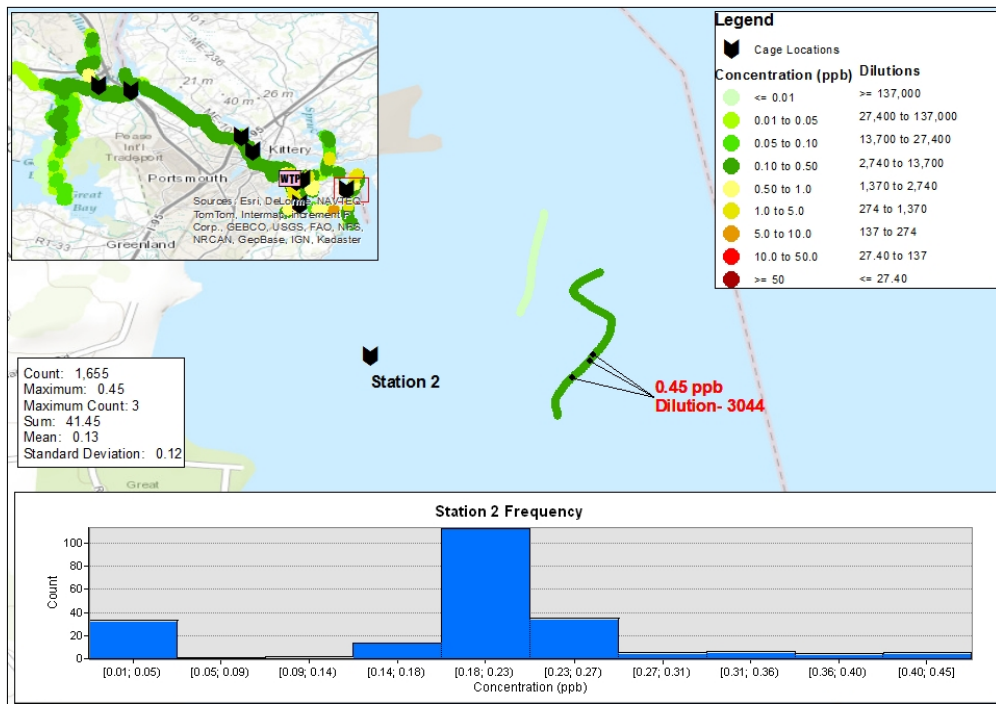 ME 236
ME 101
21 m
40 m
26 m
95
Kittery
Pease
Int'l
Tradeport
Portsmouth
WTP
Great
Bay
95
RT-33
Greenland
Sources: Esri, DeLorme, NAVTEQ,
TomTom, Intermap, increment P
Corp., GEBCO, USGS, FAO, NPS,
NRCAN, GeoBase, IGN, Kadaster
Legend
Cage Locations
Concentration (ppb) Dilutions
<= 0.01 >= 137,000
0.01 to 0.05 27,400 to 137,000
0.05 to 0.10 13,700 to 27,400
0.10 to 0.50 2,740 to 13,700
0.50 to 1.0 1,370 to 2,740
1.0 to 5.0 274 to 1,370
5.0 to 10.0 137 to 274
10.0 to 50.0 27.40 to 137
>= 50 <= 27.40
Station 2
0.45 ppb
Dilution- 3044
Count: 1,655
Maximum: 0.45
Maximum Count: 3
Sum: 41.45
Mean: 0.13
Standard Deviation: 0.12
Great
Station 2 Frequency
Count
100
80
60
40
20
0
[0.01; 0.05) [0.05; 0.09) [0.09; 0.14) [0.14; 0.18) [0.18; 0.23) [0.23; 0.27) [0.27; 0.31) [0.31; 0.36) [0.36; 0.40) [0.40; 0.45]
Concentration (ppb)